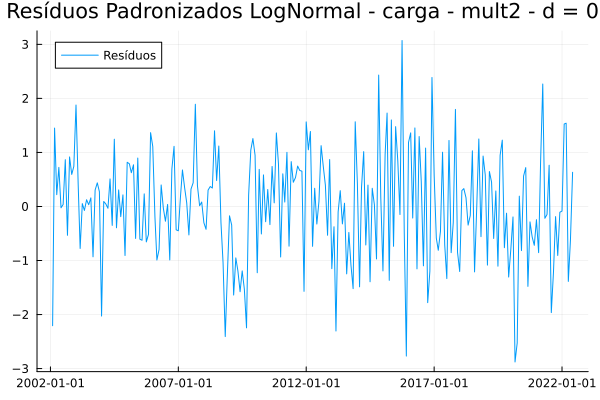 Resíduos Padronizados LogNormal - carga - mult2 - d = 0
Resíduos
3
2
1
0
−1
−2
−3
2002-01-01 2007-01-01 2012-01-01 2017-01-01 2022-01-01